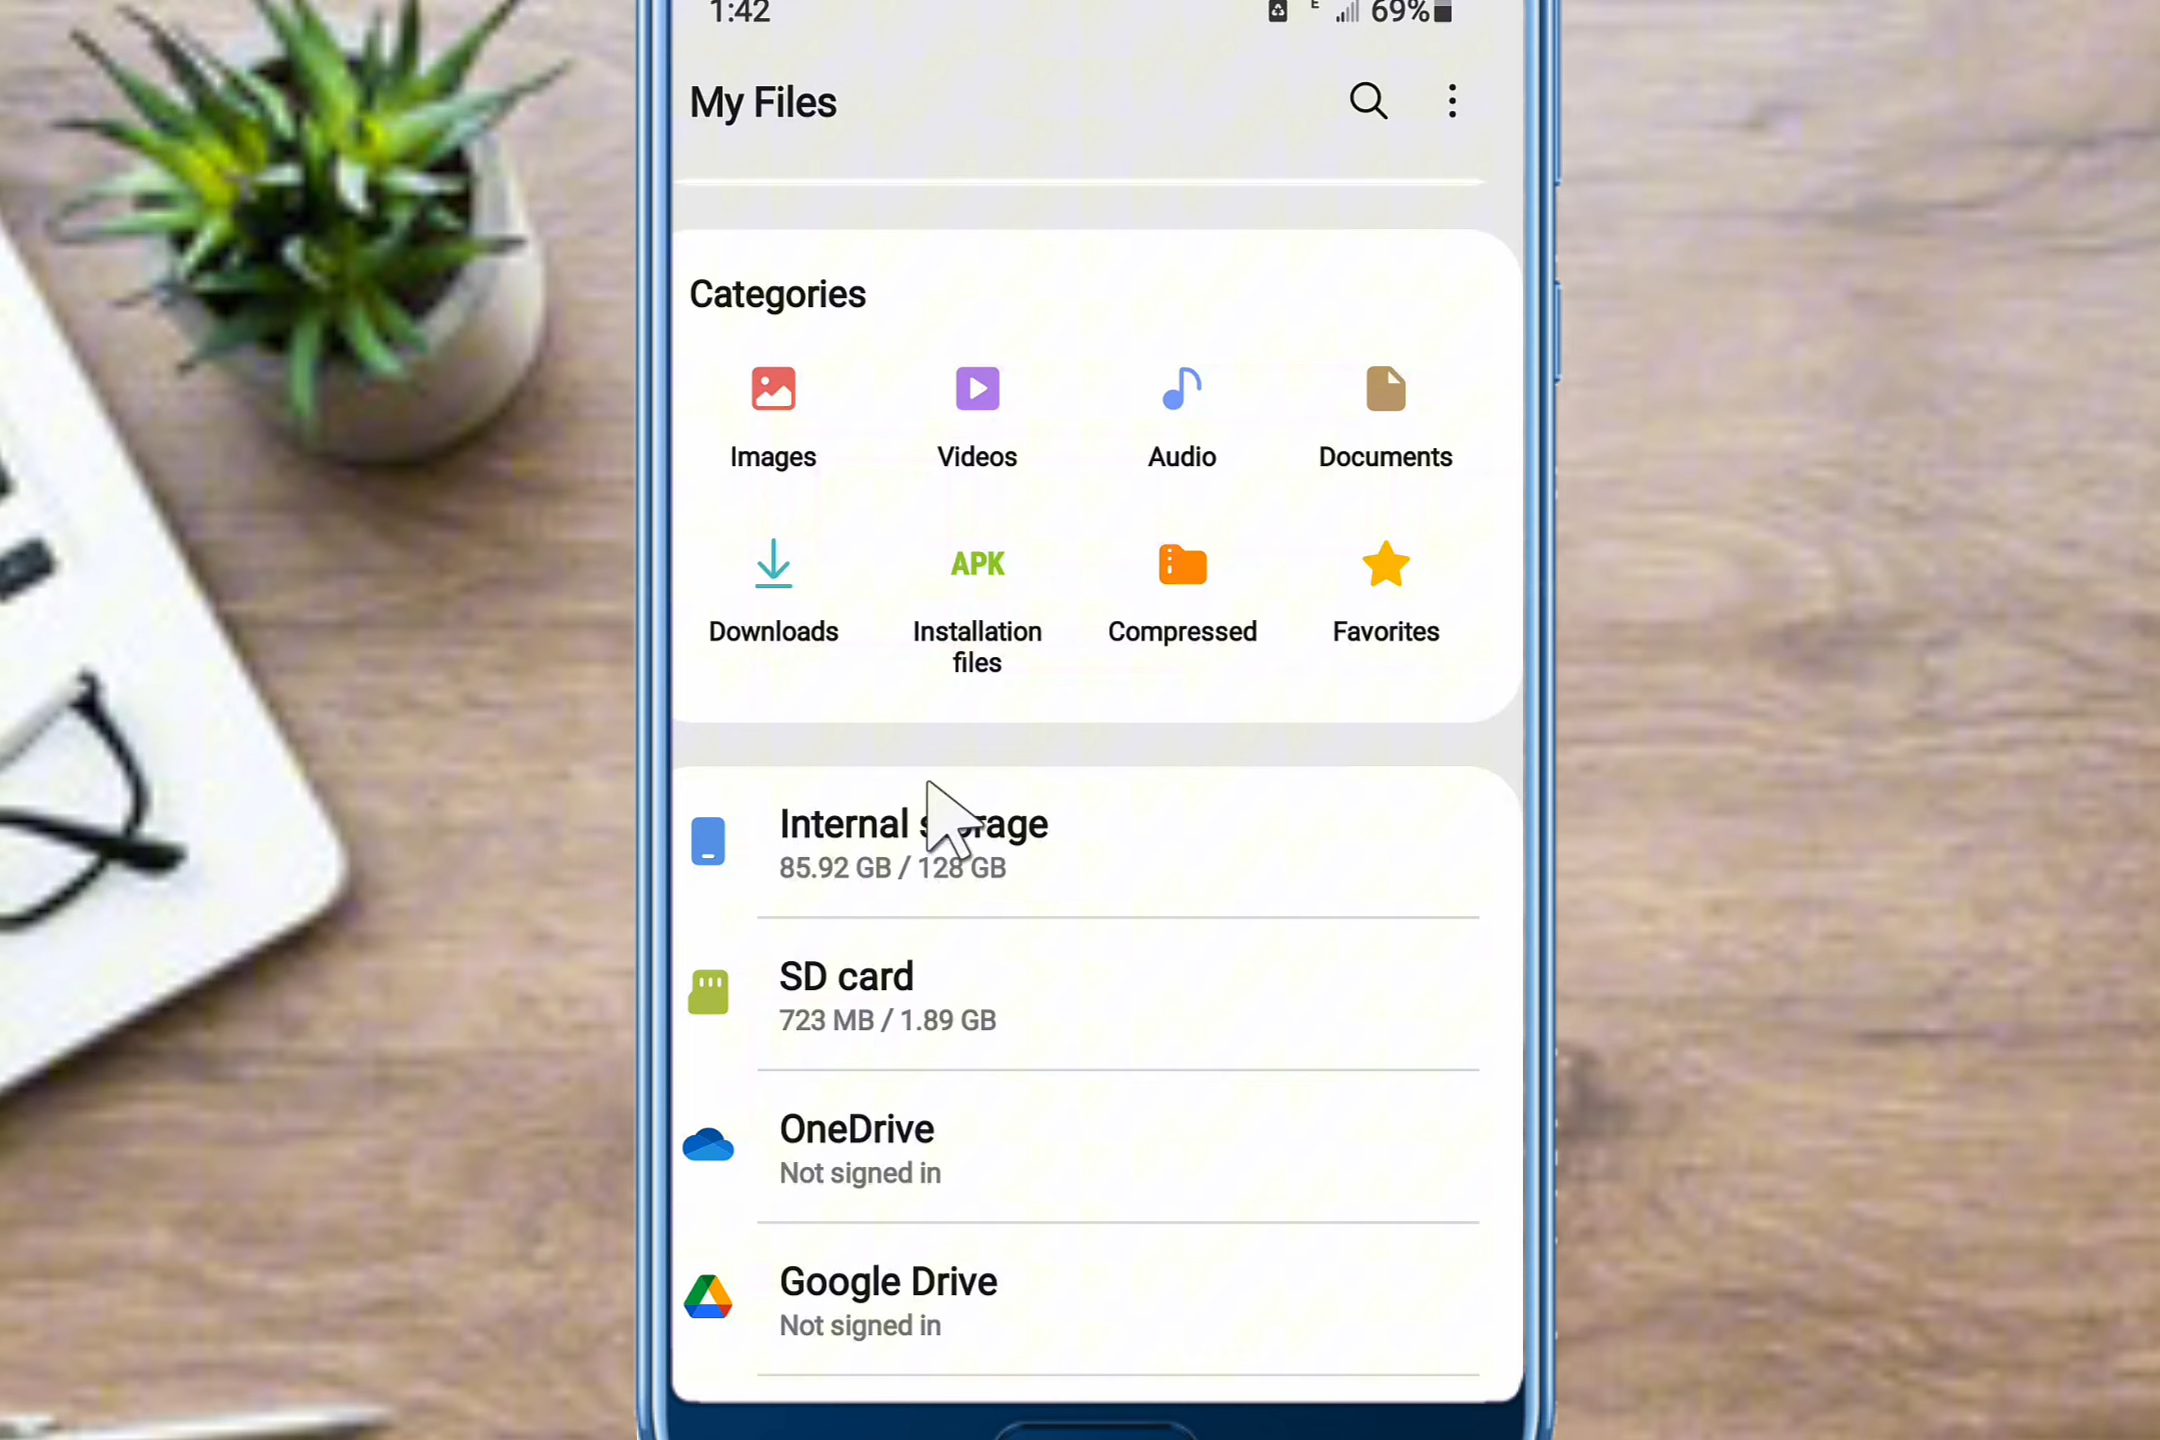 1:42
E 69%
My Files
Categories
Images Videos Audio Documents
APK
Downloads Installation files Compressed Favorites
Internal storage
85.92 GB / 128 GB
SD card
723 MB / 1.89 GB
OneDrive
Not signed in
Google Drive
Not signed in